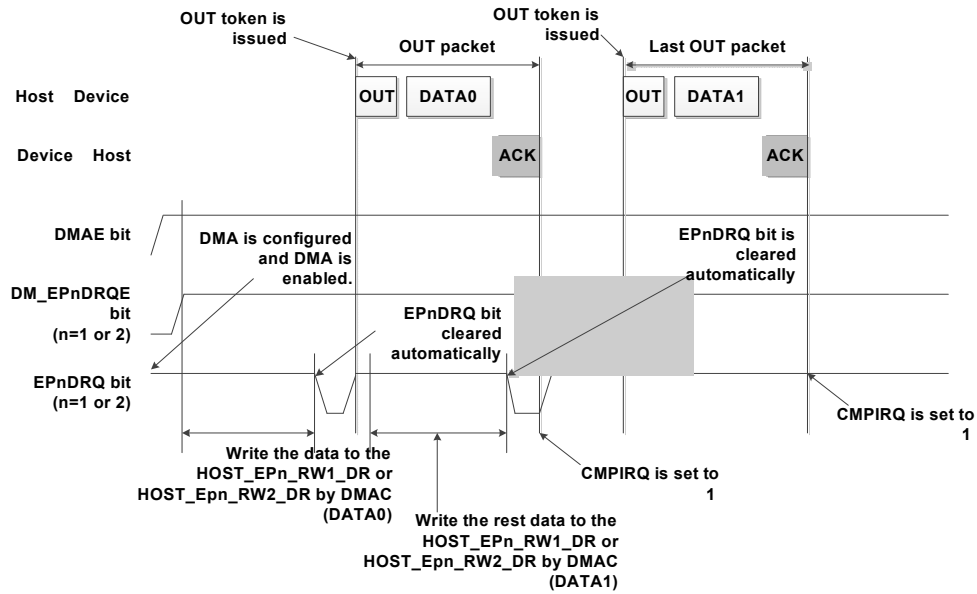 OUT token is
issued
OUT token is
issued
OUT packet
Last OUT packet
Host Device
OUT
DATA0
OUT
DATA1
Device Host
ACK
ACK
DMAE bit
DMA is configured
and DMA is
enabled.
EPnDRQ bit is
cleared
automatically
DM_EPnDRQE
bit
(n=1 or 2)
EPnDRQ bit
cleared
automatically
EPnDRQ bit
(n=1 or 2)
CMPIRQ is set to
1
Write the data to the
HOST_EPn_RW1_DR or
HOST_Epn_RW2_DR by DMAC
(DATA0)
CMPIRQ is set to
1
Write the rest data to the
HOST_EPn_RW1_DR or
HOST_Epn_RW2_DR by DMAC
(DATA1)